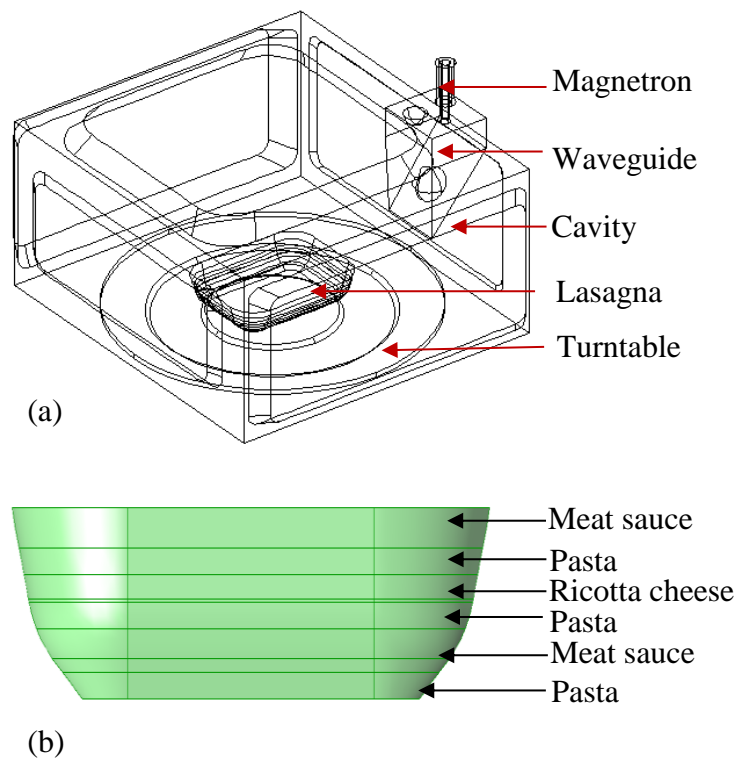 Magnetron
Waveguide
Cavity
Lasagna
Turntable
(a)
Meat sauce
Pasta
Ricotta cheese
Pasta
Meat sauce
Pasta
(b)